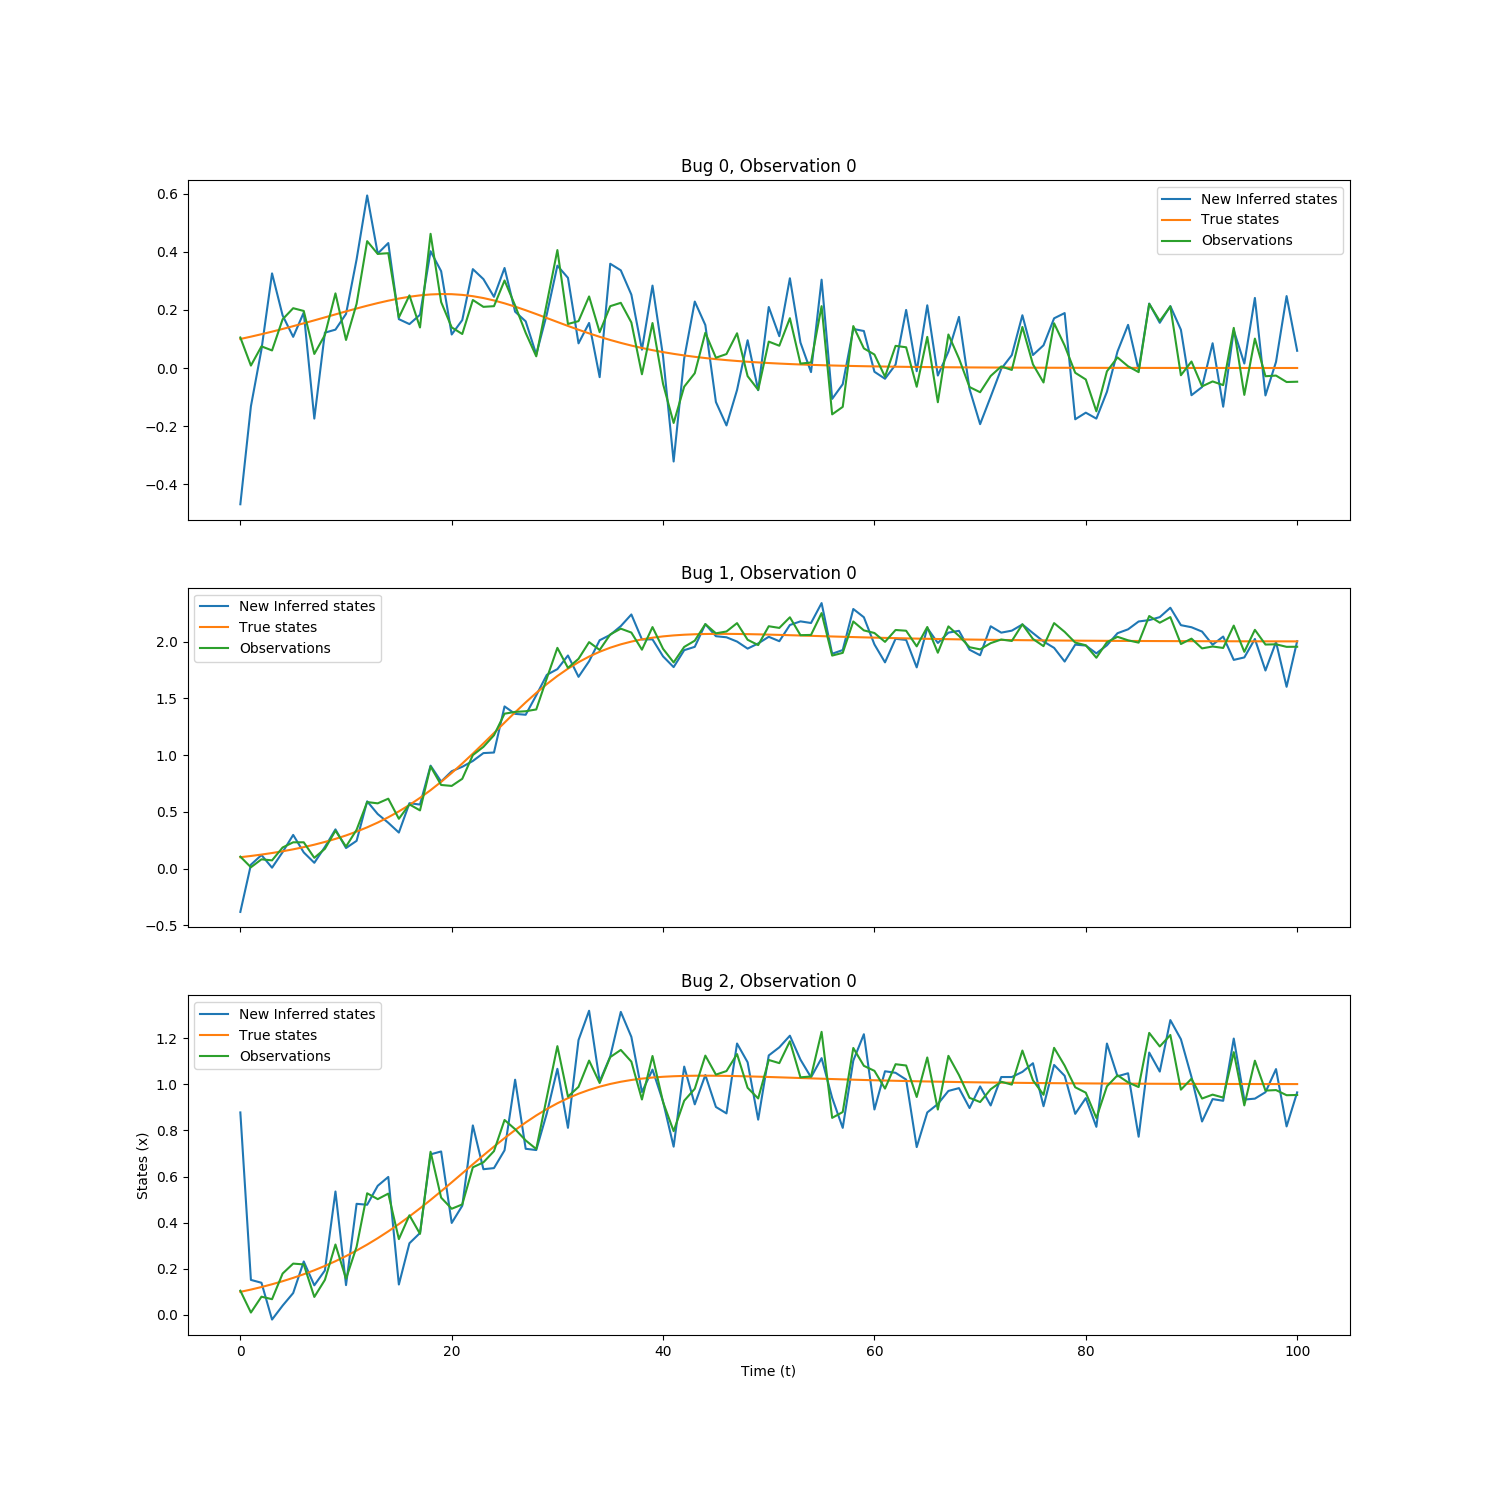 Bug 0, Observation 0
0.6
0.4
0.2
0.0
−0.2
−0.4
New Inferred states
True states
Observations
Bug 1, Observation 0
2.0
1.5
1.0
0.5
0.0
−0.5
New Inferred states
True states
Observations
Bug 2, Observation 0
States (x)
1.2
1.0
0.8
0.6
0.4
0.2
0.0
New Inferred states
True states
Observations
0 20 40 60 80 100
Time (t)